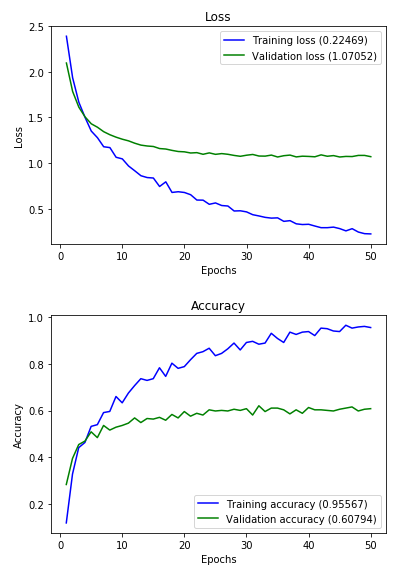 Loss
2.5
Training loss (0.22469)
Validation loss (1.07052)
2.0
1.5
Loss
1.0
0.5
0 10 20 30 40 50
Epochs
Accuracy
1.0
0.8
0.6
Accuracy
0.4
0.2
Training accuracy (0.95567)
Validation accuracy (0.60794)
0 10 20 30 40 50
Epochs